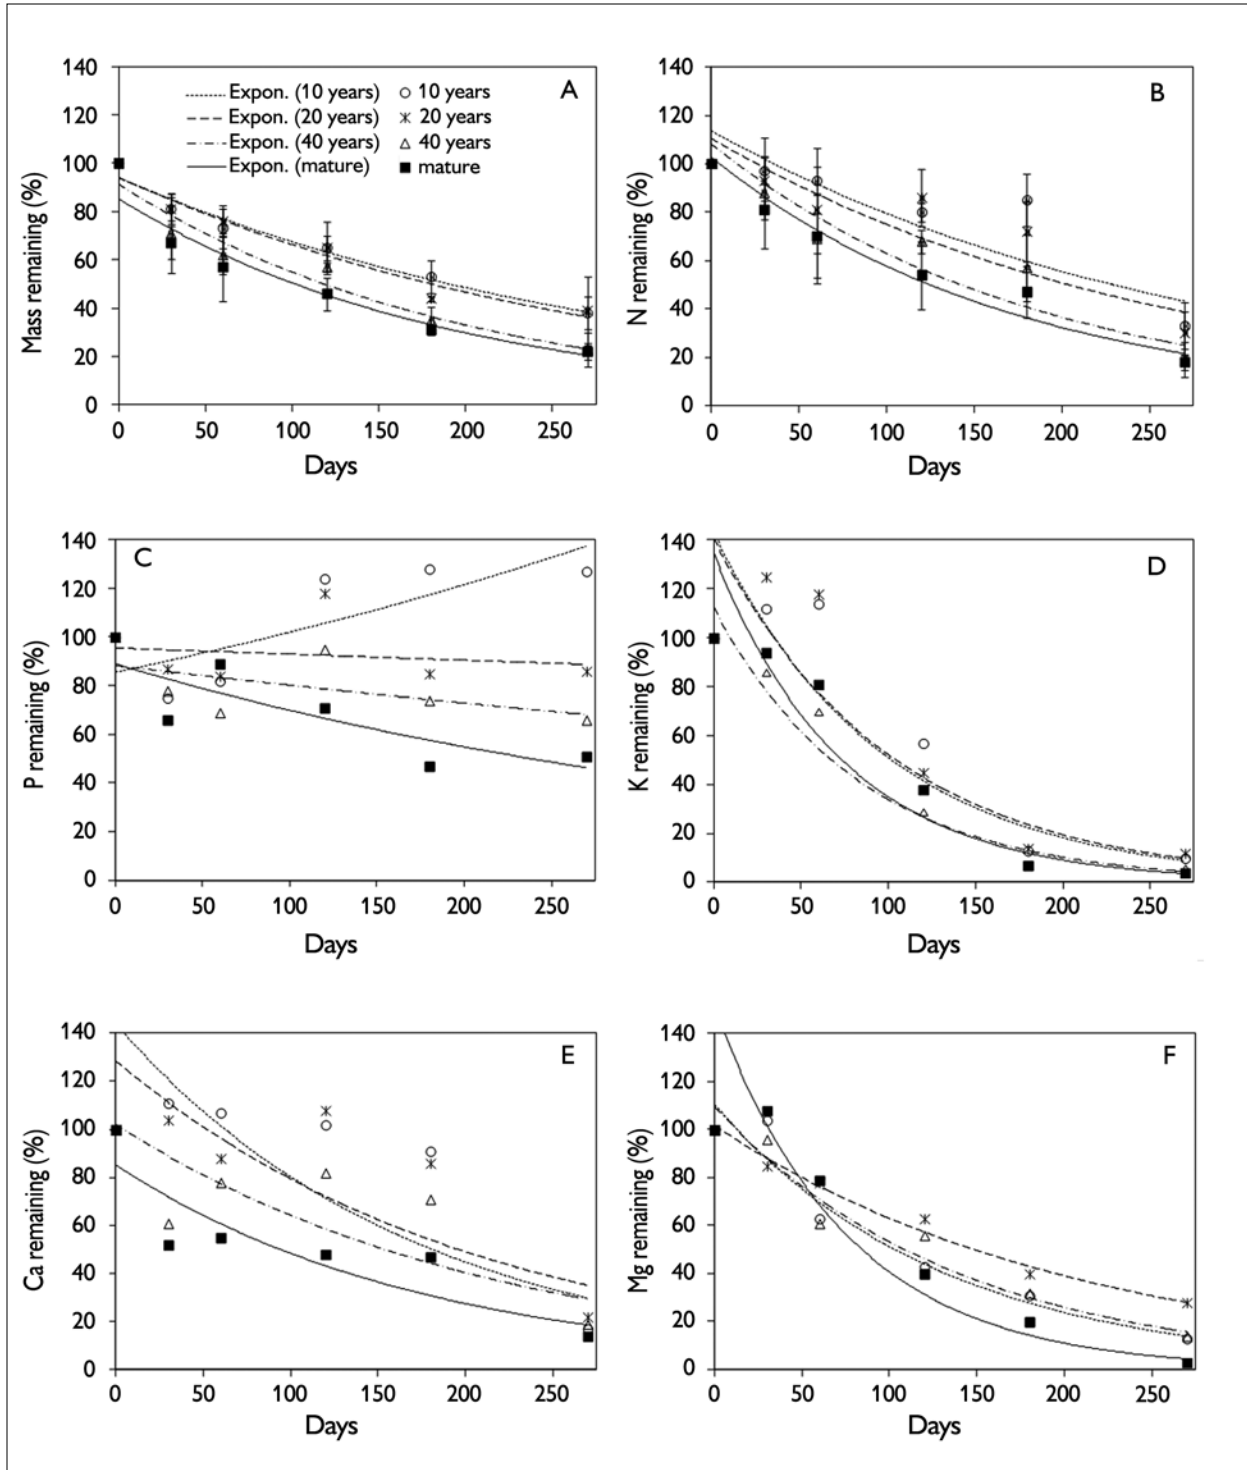 A
Expon. (10 years) 10 years
Expon. (20 years) 20 years
Expon. (40 years) 40 years
Expon. (mature) mature
Mass remaining (%)
140
120
100
80
60
40
20
0
0 50 100 150 200 250
Days
B
N remaining (%)
140
120
100
80
60
40
20
0
0 50 100 150 200 250
Days
C
P remaining (%)
140
120
100
80
60
40
20
0
0 50 100 150 200 250
Days
D
K remaining (%)
140
120
100
80
60
40
20
0
0 50 100 150 200 250
Days
E
Ca remaining (%)
140
120
100
80
60
40
20
0
0 50 100 150 200 250
Days
F
Mg remaining (%)
140
120
100
80
60
40
20
0
0 50 100 150 200 250
Days